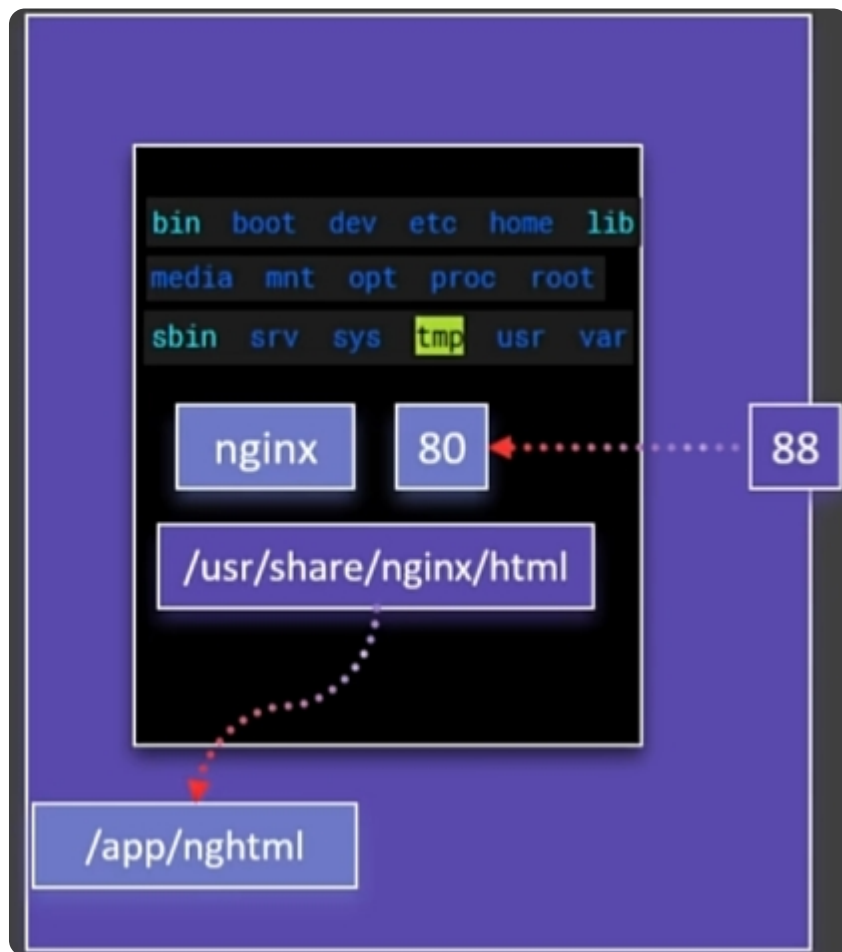 bin boot dev etc home lib
media mnt opt proc root
sbin srv sys tmp usr var
nginx 80 88
/usr/share/nginx/html
/app/nghtml